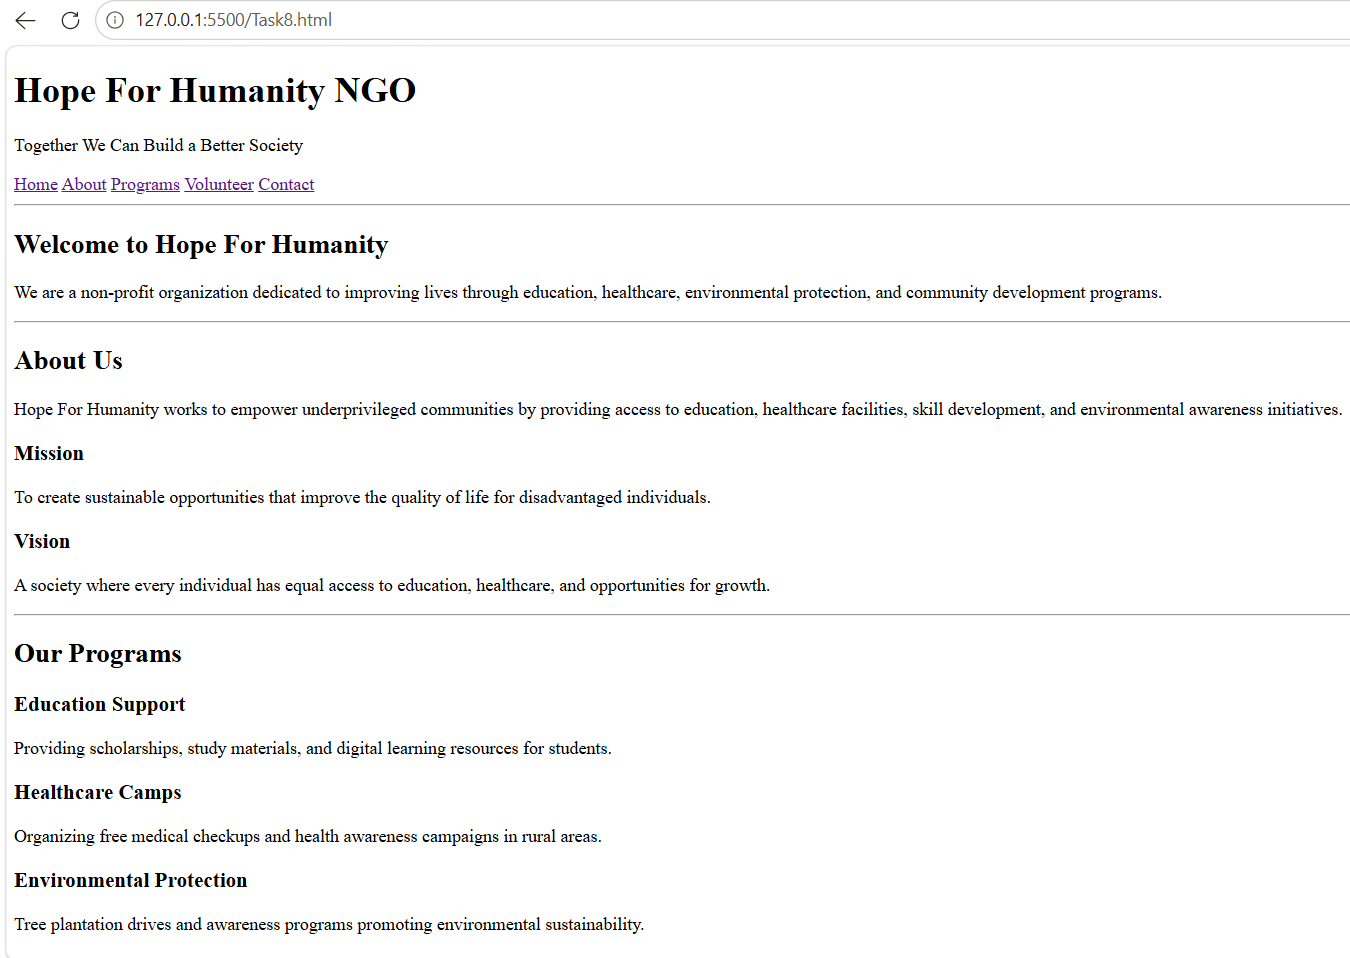 127.0.0.1:5500/Task8.html
Hope For Humanity NGO
Together We Can Build a Better Society
Home About Programs Volunteer Contact
Welcome to Hope For Humanity
We are a non-profit organization dedicated to improving lives through education, healthcare, environmental protection, and community development programs.
About Us
Hope For Humanity works to empower underprivileged communities by providing access to education, healthcare facilities, skill development, and environmental awareness initiatives.
Mission
To create sustainable opportunities that improve the quality of life for disadvantaged individuals.
Vision
A society where every individual has equal access to education, healthcare, and opportunities for growth.
Our Programs
Education Support
Providing scholarships, study materials, and digital learning resources for students.
Healthcare Camps
Organizing free medical checkups and health awareness campaigns in rural areas.
Environmental Protection
Tree plantation drives and awareness programs promoting environmental sustainability.